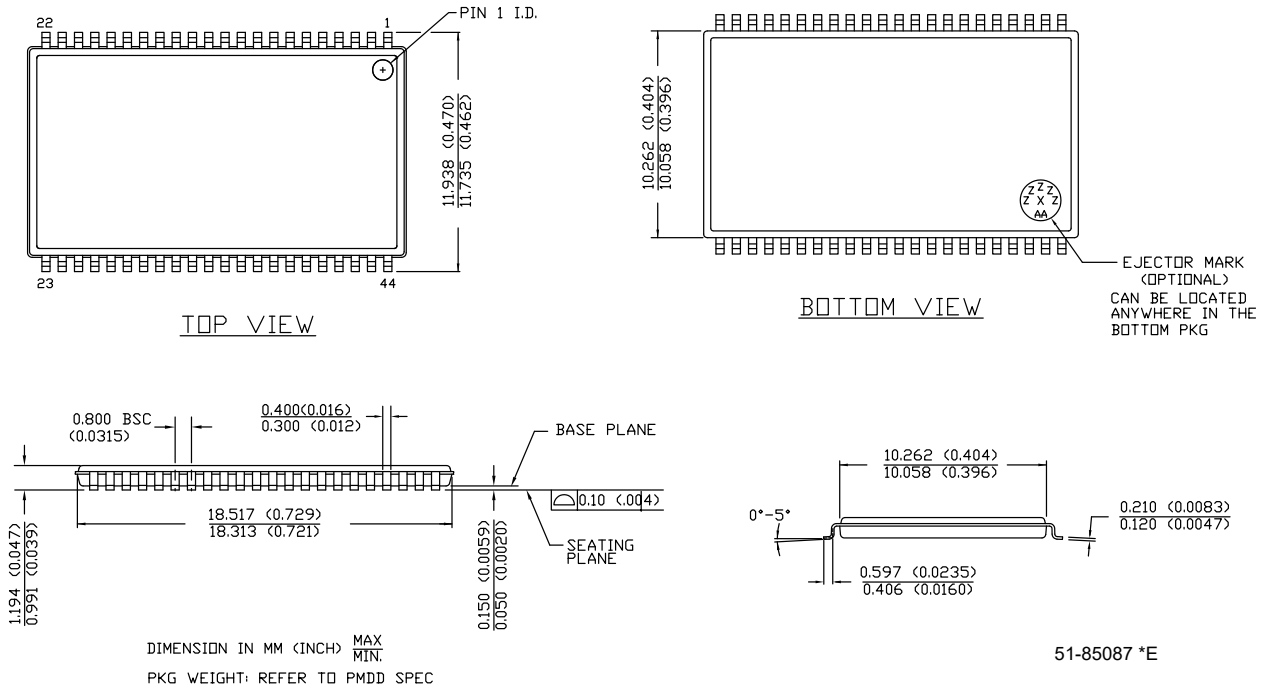 22
1
PIN 1 I.D.
11.938 (0.470)
11.735 (0.462)
23
44
TOP VIEW
10.262 (0.404)
10.058 (0.396)
Z Z Z
Z X Z
AA
EJECTOR MARK
(OPTIONAL)
CAN BE LOCATED
ANYWHERE IN THE
BOTTOM PKG
BOTTOM VIEW
0.800 BSC
(0.0315)
0.400(0.016)
0.300 (0.012)
BASE PLANE
0.10 (.004)
SEATING
PLANE
18.517 (0.729)
18.313 (0.721)
1.194 (0.047)
0.991 (0.039)
0.150 (0.0059)
0.050 (0.0020)
10.262 (0.404)
10.058 (0.396)
0°-5°
0.210 (0.0083)
0.120 (0.0047)
0.597 (0.0235)
0.406 (0.0160)
DIMENSION IN MM (INCH) MAX
MIN.
PKG WEIGHT: REFER TO PMDD SPEC
51-85087 *E